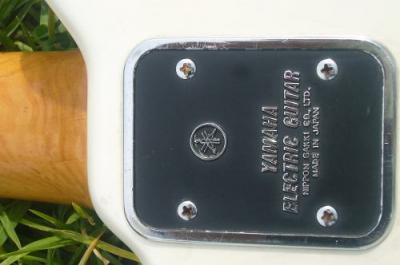 YAMAHA
ELECTRIC GUITAR
NIPPON GAKKI CO., LTD.
MADE IN JAPAN